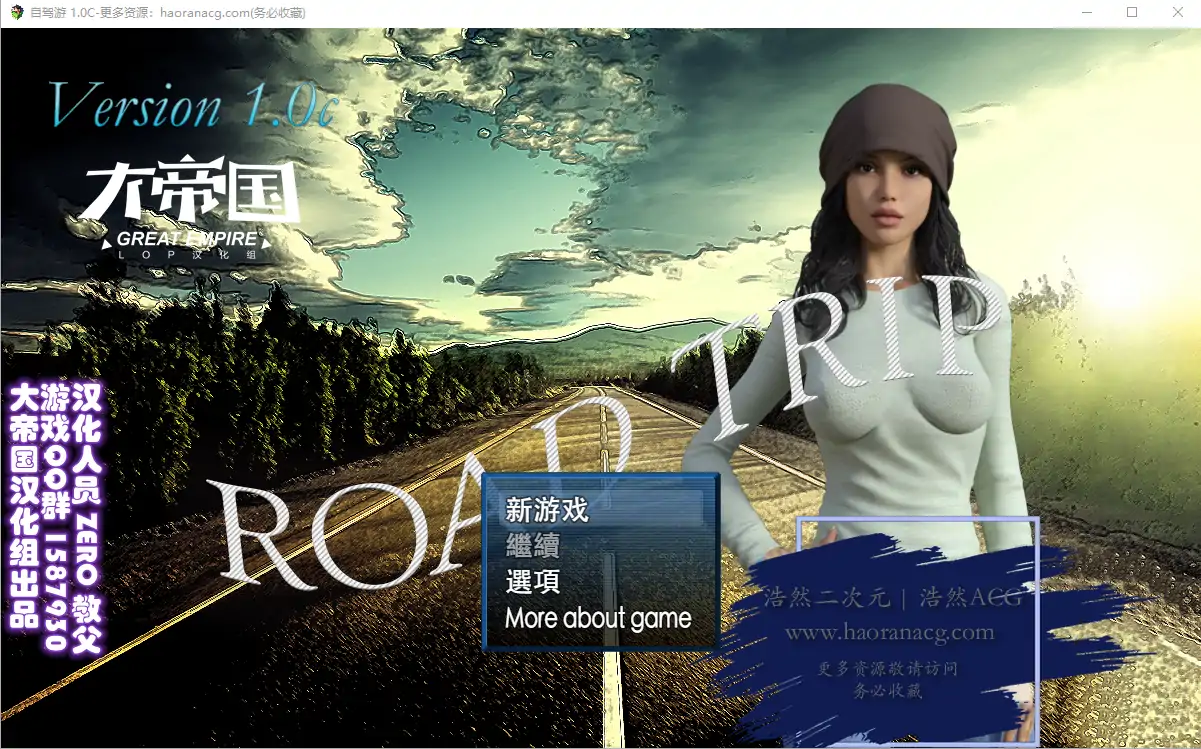 自驾游 1.0C-更多资源：haoranacg.com(务必收藏)
Version 1.0c
大帝国
GREAT EMPIRE
LOP汉化组
ROAD TRIP
汉化人员 ZERO 教父
游戏QQ群 1587930
大帝国汉化组出品
新游戏
繼續
選項
More about game
浩然二次元 | 浩然ACG
www.haoranacg.com
更多资源敬请访问
务必收藏